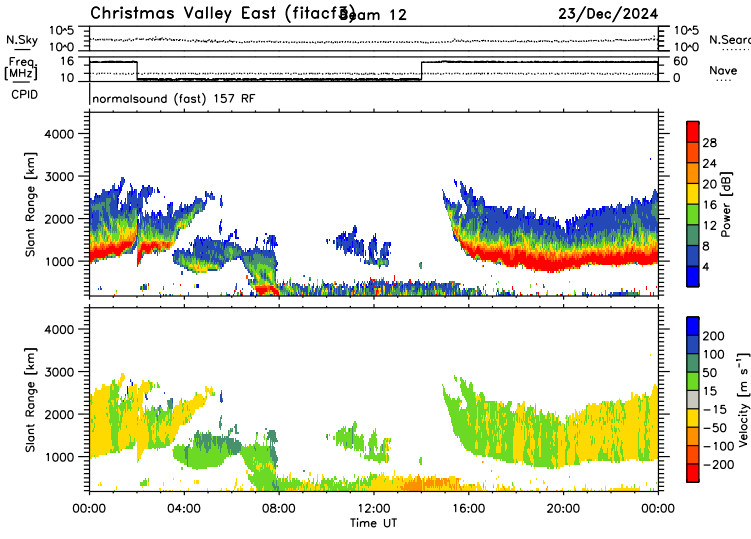 Christmas Valley East (fitacf3) Beam 12 23/Dec/2024
N.Sky 10^5 10^0 10^5 10^0 N.Sear
Freq. [MHz] 16 10 60 0 Nave
CPID normalsound (fast) 157 RF
Slant Range [km] 4000 3000 2000 1000
Power [dB] 28 24 20 16 12 8 4
Slant Range [km] 4000 3000 2000 1000
Velocity [m s⁻¹] 200 100 50 15 -15 -50 -100 -200
00:00 04:00 08:00 12:00 16:00 20:00 00:00
Time UT